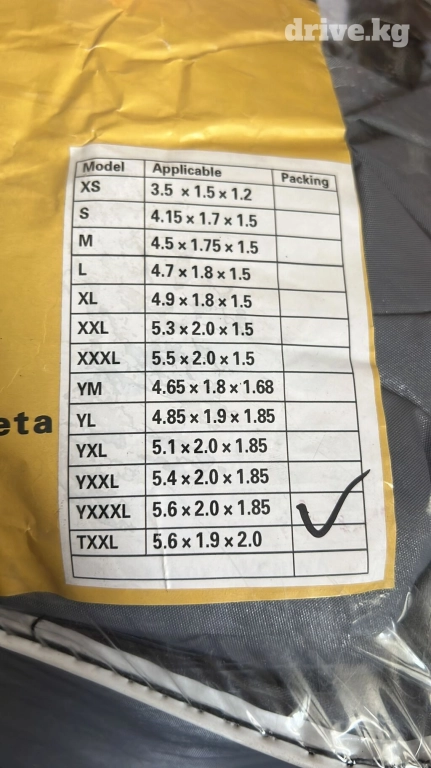 drive.kg
Model Applicable Packing
XS 3.5 × 1.5 × 1.2
S 4.15 × 1.7 × 1.5
M 4.5 × 1.75 × 1.5
L 4.7 × 1.8 × 1.5
XL 4.9 × 1.8 × 1.5
XXL 5.3 × 2.0 × 1.5
XXXL 5.5 × 2.0 × 1.5
YM 4.65 × 1.8 × 1.68
YL 4.85 × 1.9 × 1.85
YXL 5.1 × 2.0 × 1.85
YXXL 5.4 × 2.0 × 1.85
YXXXL 5.6 × 2.0 × 1.85
TXXL 5.6 × 1.9 × 2.0
eta